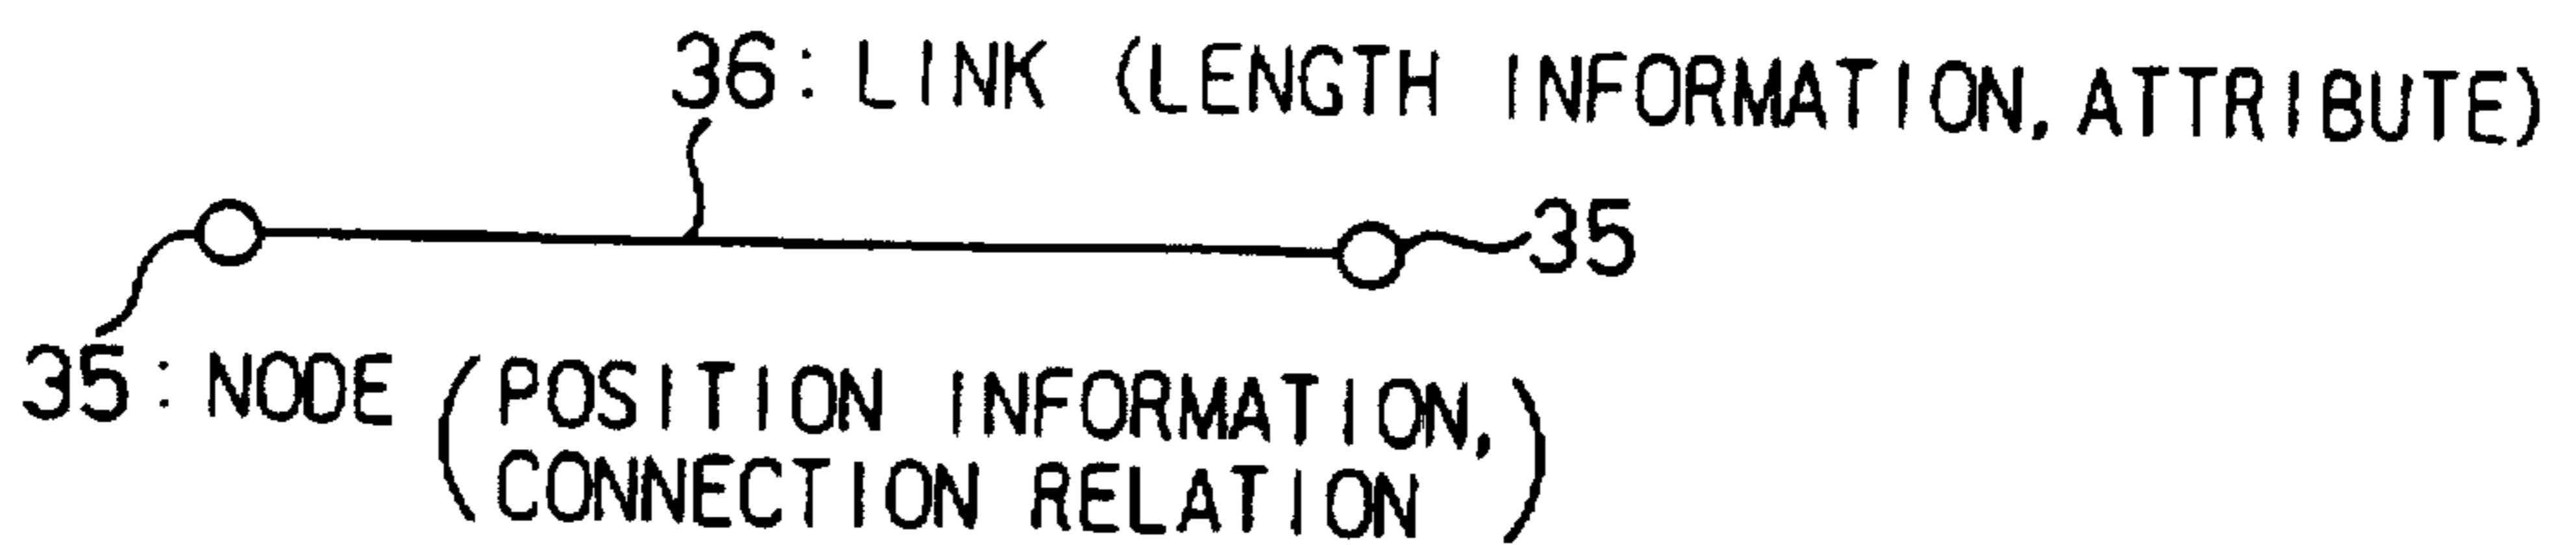 36: LINK (LENGTH INFORMATION, ATTRIBUTE)
35
35: NODE (POSITION INFORMATION,
CONNECTION RELATION)